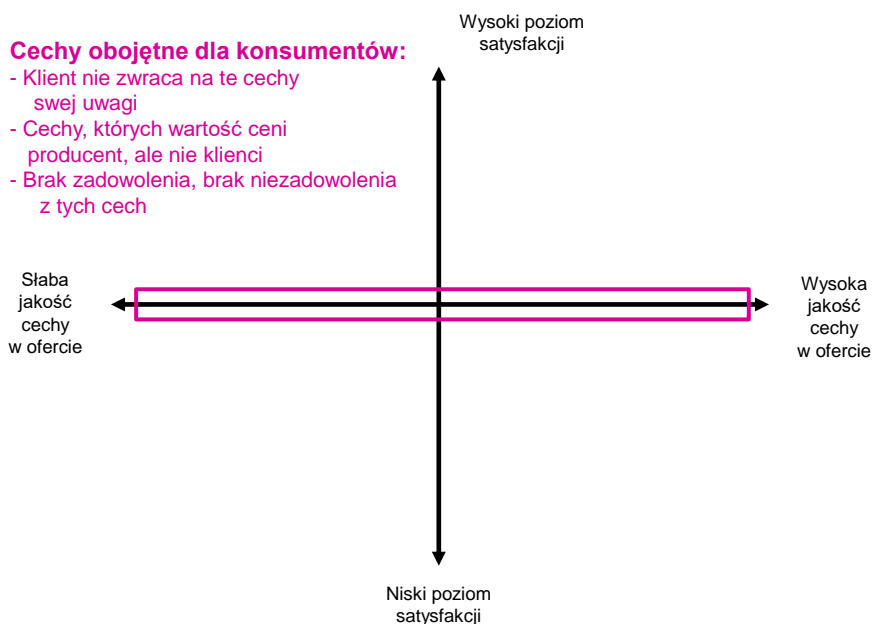 Wysoki poziom
satysfakcji
Cechy obojętne dla konsumentów:
- Klient nie zwraca na te cechy
swej uwagi
- Cechy, których wartość ceni
producent, ale nie klienci
- Brak zadowolenia, brak niezadowolenia
z tych cech
Słaba
jakość
cechy
w ofercie
Wysoka
jakość
cechy
w ofercie
Niski poziom
satysfakcji